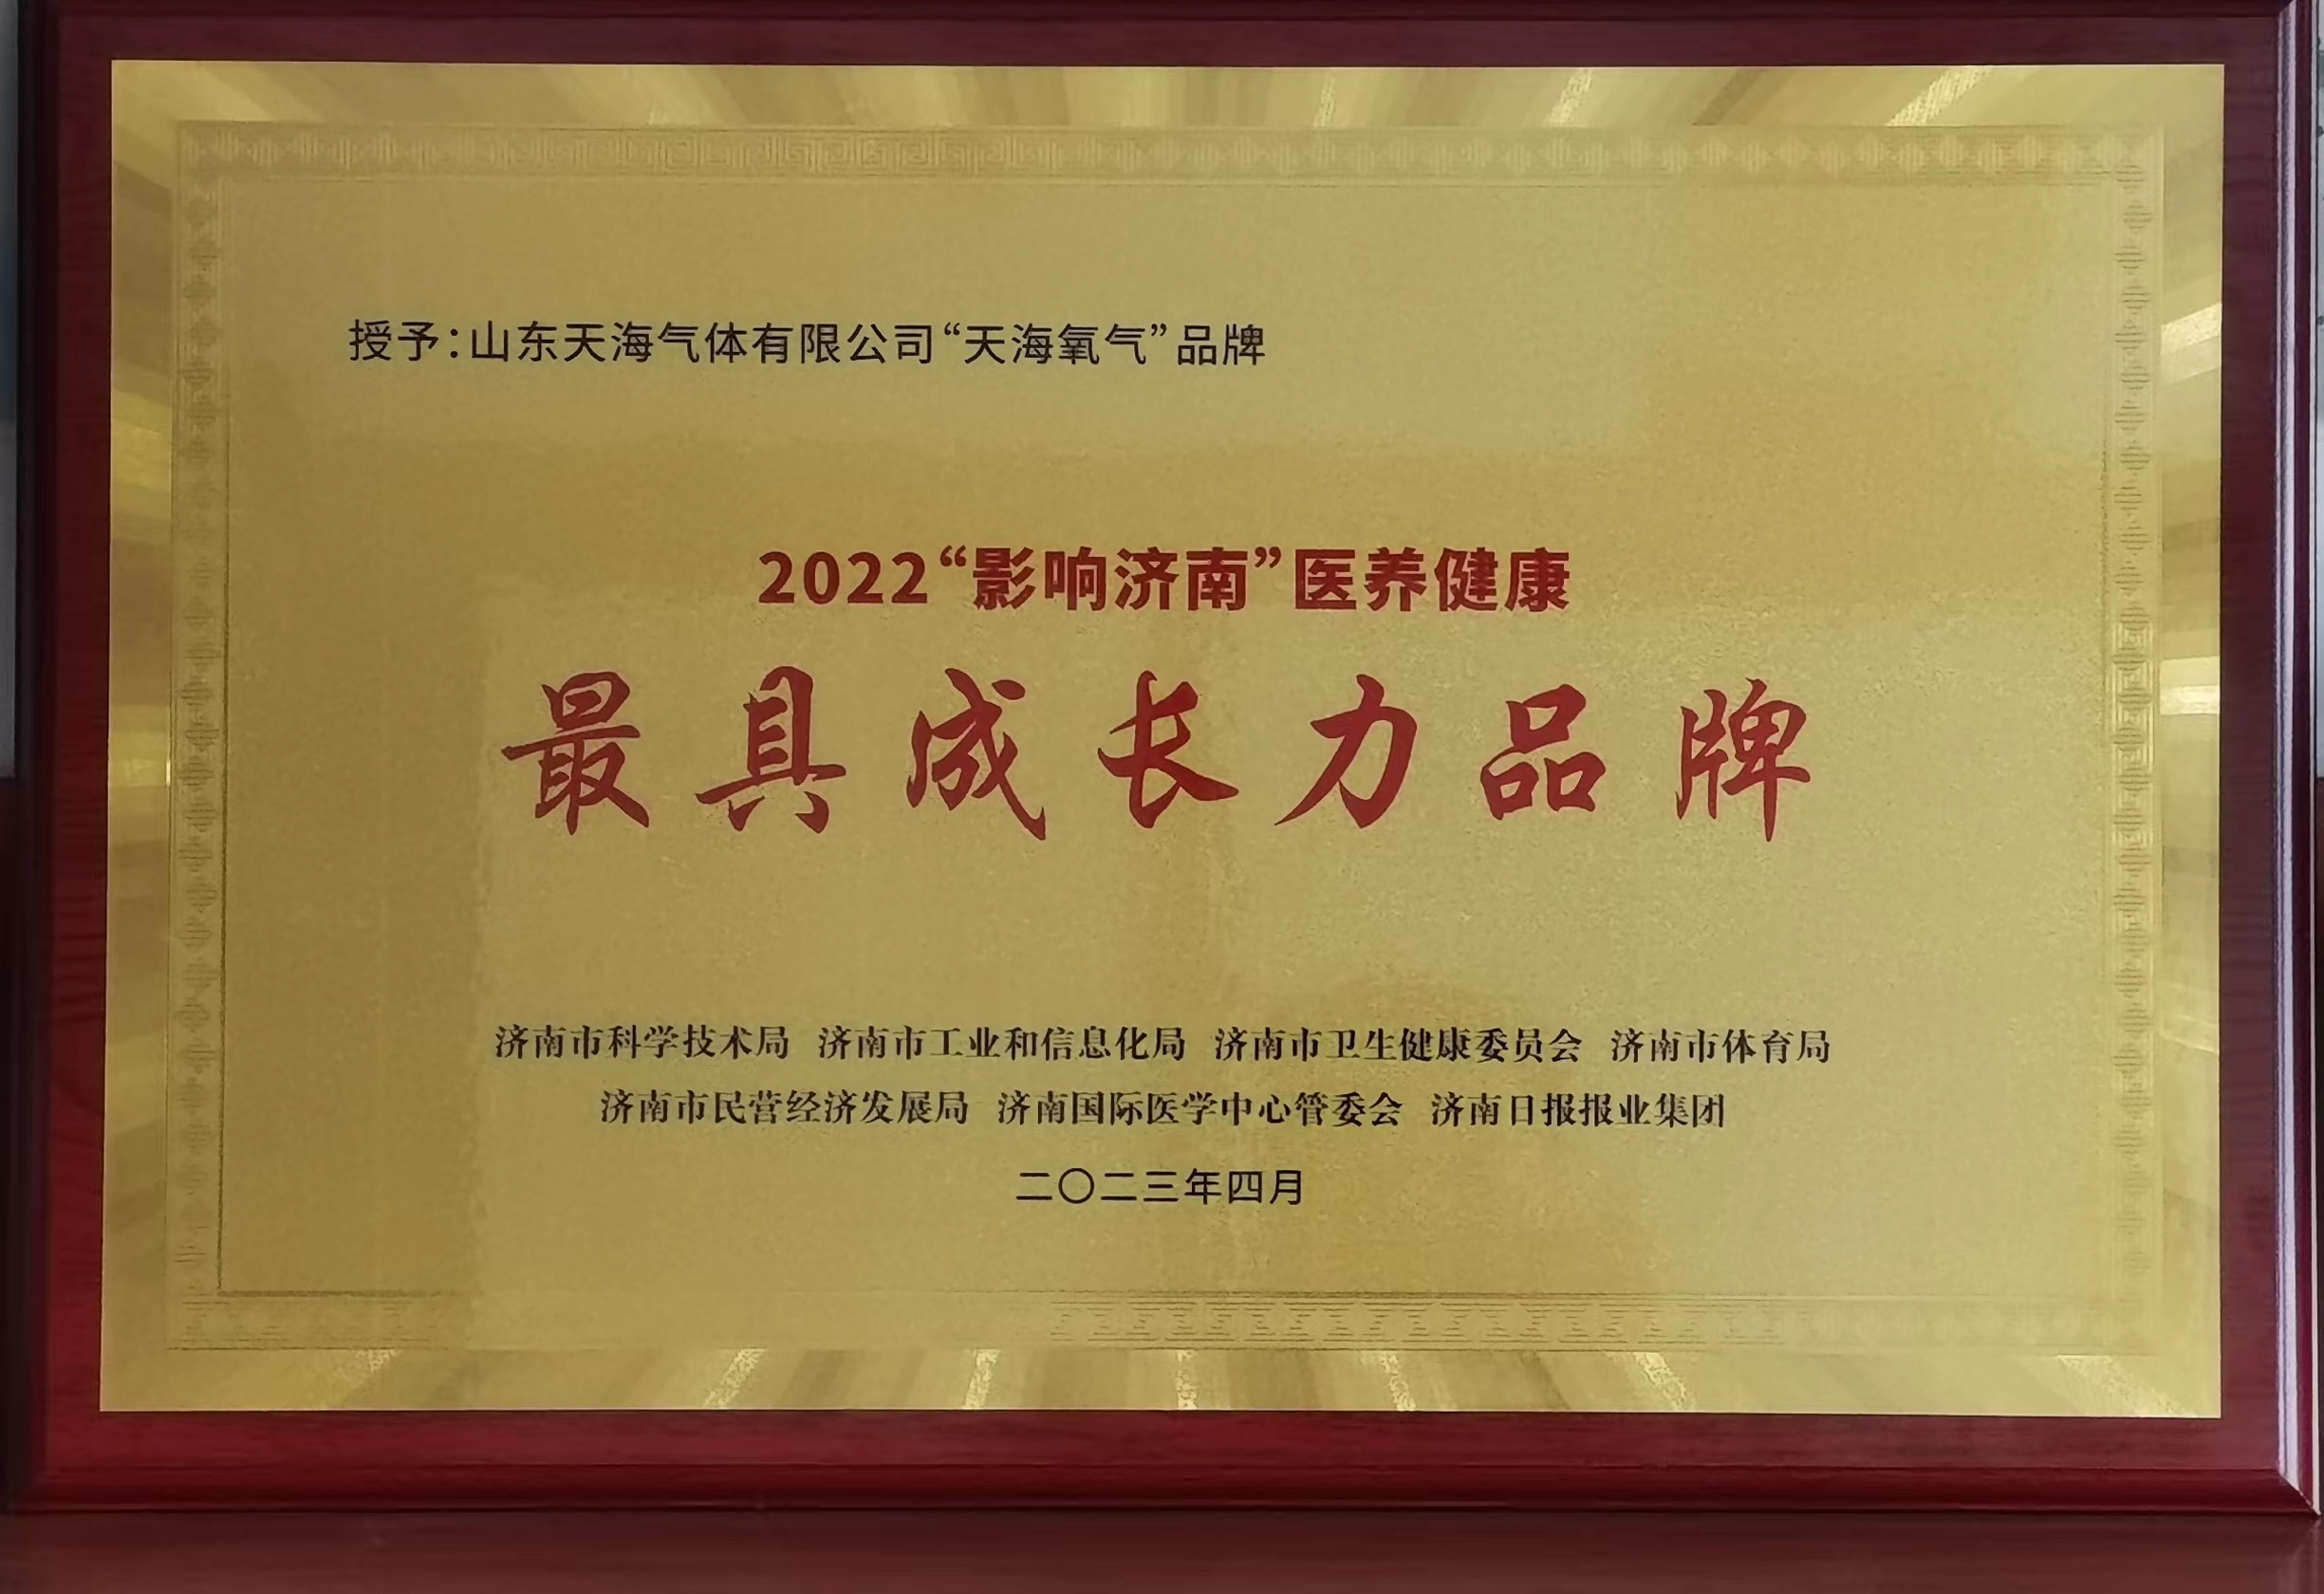 授予：山东天海气体有限公司“天海氧气”品牌
2022“影响济南”医养健康
最具成长力品牌
济南市科学技术局 济南市工业和信息化局 济南市卫生健康委员会 济南市体育局
济南市民营经济发展局 济南国际医学中心管委会 济南日报报业集团
二〇二三年四月